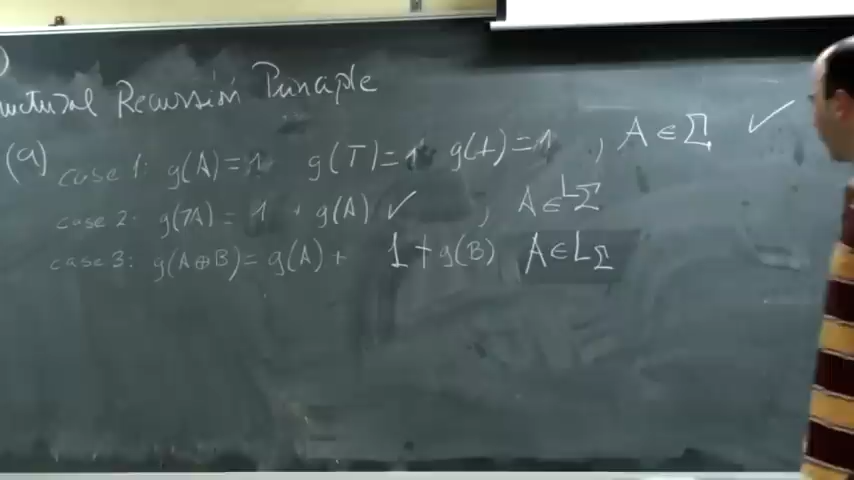 uctural Recursion Principle
(a) case 1: g(A)=1 g(T)=1 g(⊥)=1 , A∈Σ ✓
case 2: g(¬A)= 1 + g(A) ✓ , A∈LΣ
case 3: g(A⊕B)= g(A)+ 1+g(B) A∈LΣ